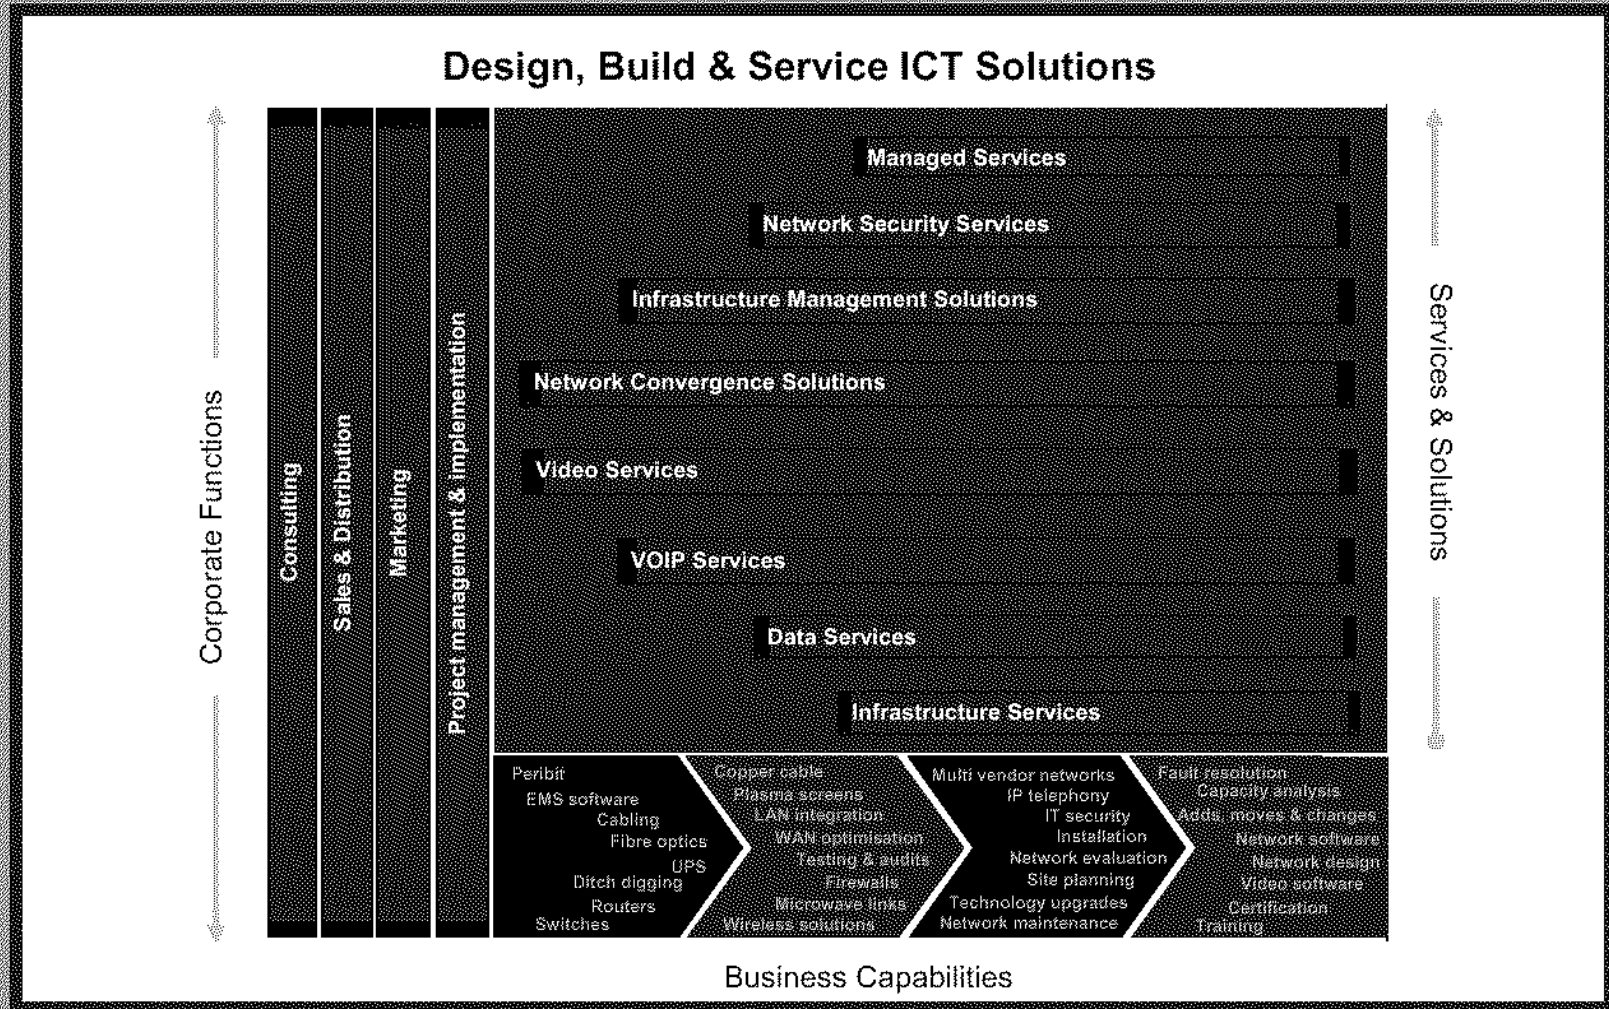 Design, Build & Service ICT Solutions
Corporate Functions
Consulting
Sales & Distribution
Marketing
Project management & implementation
Managed Services
Network Security Services
Infrastructure Management Solutions
Network Convergence Solutions
Video Services
VOIP Services
Data Services
Infrastructure Services
Services & Solutions
Peribit
EMS software
Cabling
Fibre optics
UPS
Ditch digging
Routers
Switches
Copper cable
Plasma screens
LAN integration
WAN optimisation
Testing & audits
Firewalls
Microwave links
Wireless solutions
Multi vendor networks
IP telephony
IT security
Installation
Network evaluation
Site planning
Technology upgrades
Network maintenance
Fault resolution
Capacity analysis
Adds, moves & changes
Network software
Network design
Video software
Certification
Training
Business Capabilities